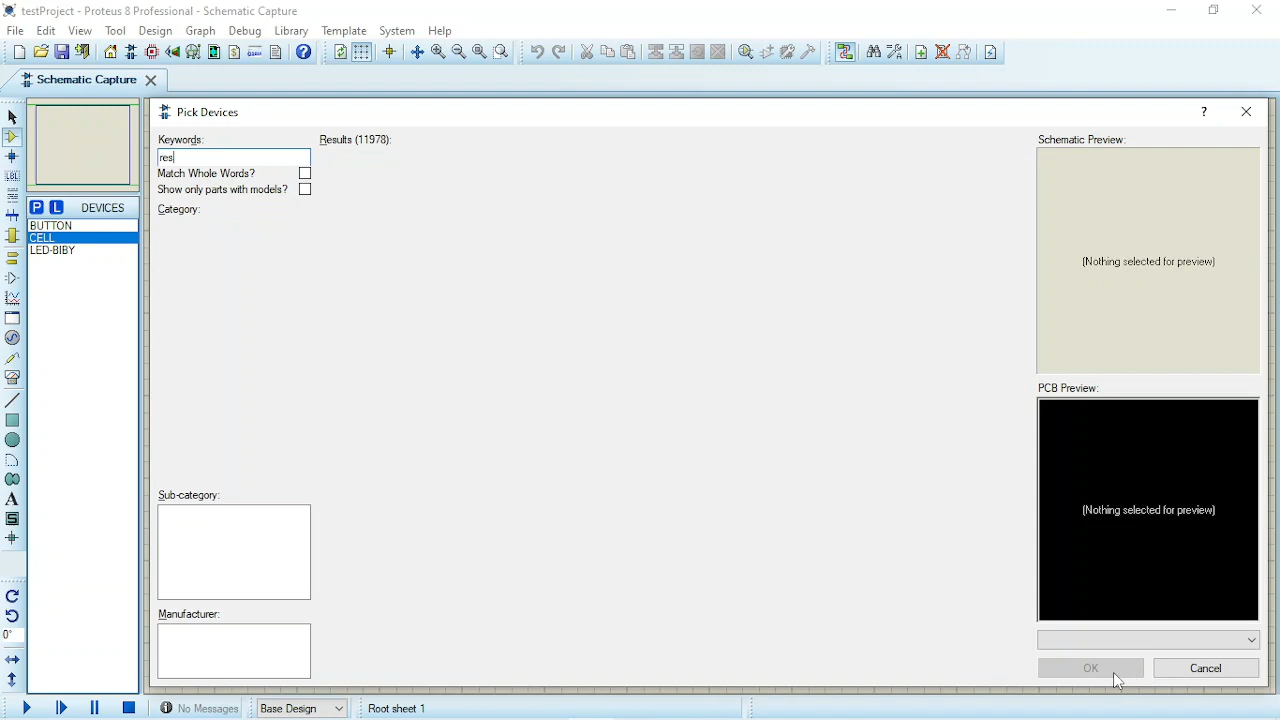 testProject - Proteus 8 Professional - Schematic Capture
File Edit View Tool Design Graph Debug Library Template System Help
Schematic Capture
Pick Devices
?
Keywords:
Results (11978):
Schematic Preview:
res
Match Whole Words?
Show only parts with models?
Category:
P L DEVICES
BUTTON
CELL
LED-BIBY
(Nothing selected for preview)
PCB Preview:
Sub-category:
(Nothing selected for preview)
Manufacturer:
0°
OK
Cancel
No Messages
Base Design
Root sheet 1